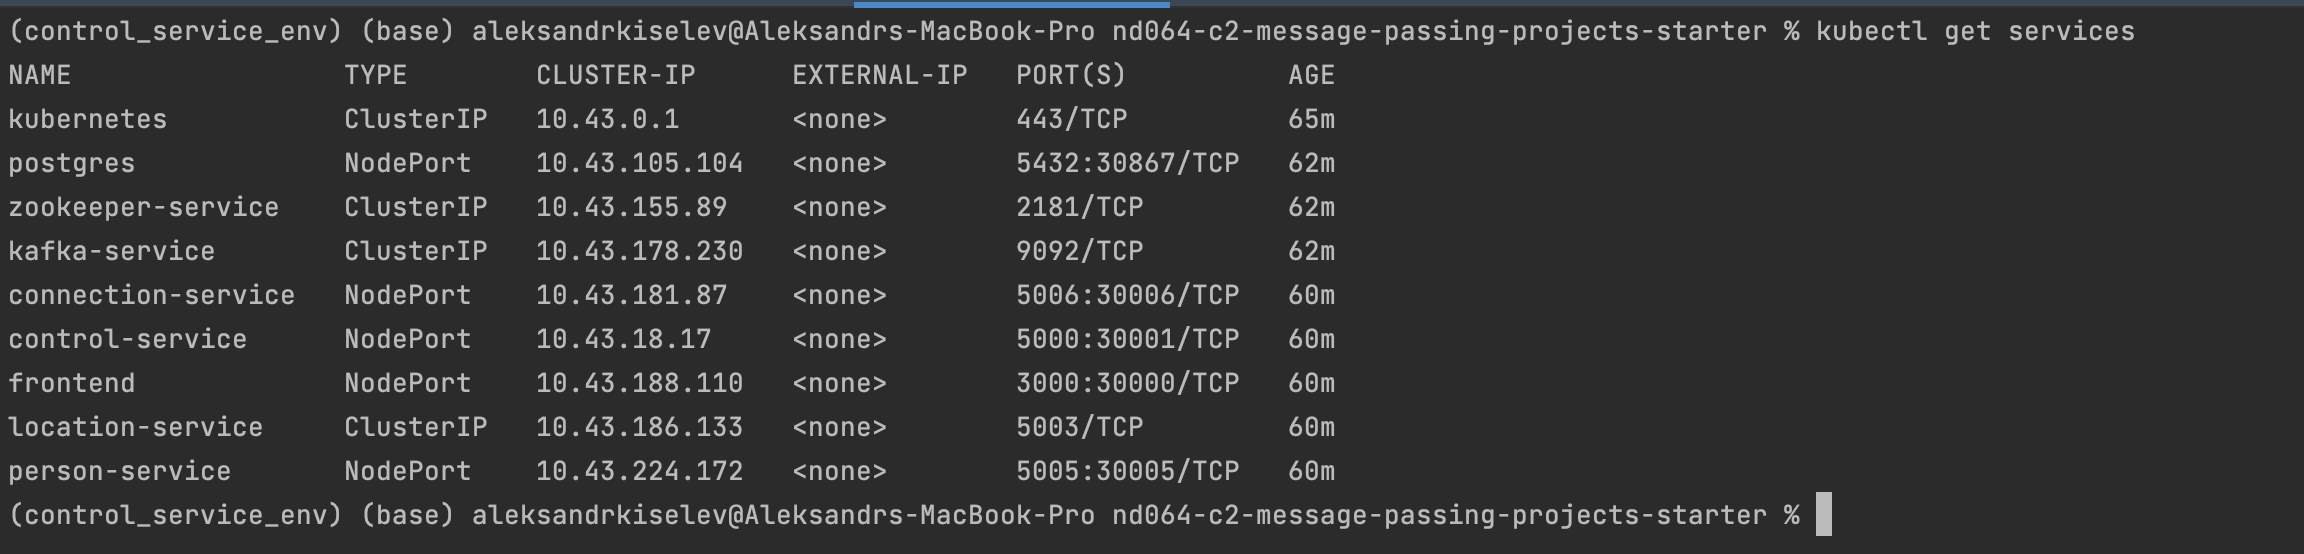 (control_service_env) (base) aleksandrkiselev@Aleksandrs-MacBook-Pro nd064-c2-message-passing-projects-starter % kubectl get services
NAME                 TYPE        CLUSTER-IP      EXTERNAL-IP   PORT(S)          AGE
kubernetes           ClusterIP   10.43.0.1       <none>        443/TCP          65m
postgres             NodePort    10.43.105.104   <none>        5432:30867/TCP   62m
zookeeper-service    ClusterIP   10.43.155.89    <none>        2181/TCP         62m
kafka-service        ClusterIP   10.43.178.230   <none>        9092/TCP         62m
connection-service   NodePort    10.43.181.87    <none>        5006:30006/TCP   60m
control-service      NodePort    10.43.18.17     <none>        5000:30001/TCP   60m
frontend             NodePort    10.43.188.110   <none>        3000:30000/TCP   60m
location-service     ClusterIP   10.43.186.133   <none>        5003/TCP         60m
person-service       NodePort    10.43.224.172   <none>        5005:30005/TCP   60m
(control_service_env) (base) aleksandrkiselev@Aleksandrs-MacBook-Pro nd064-c2-message-passing-projects-starter %